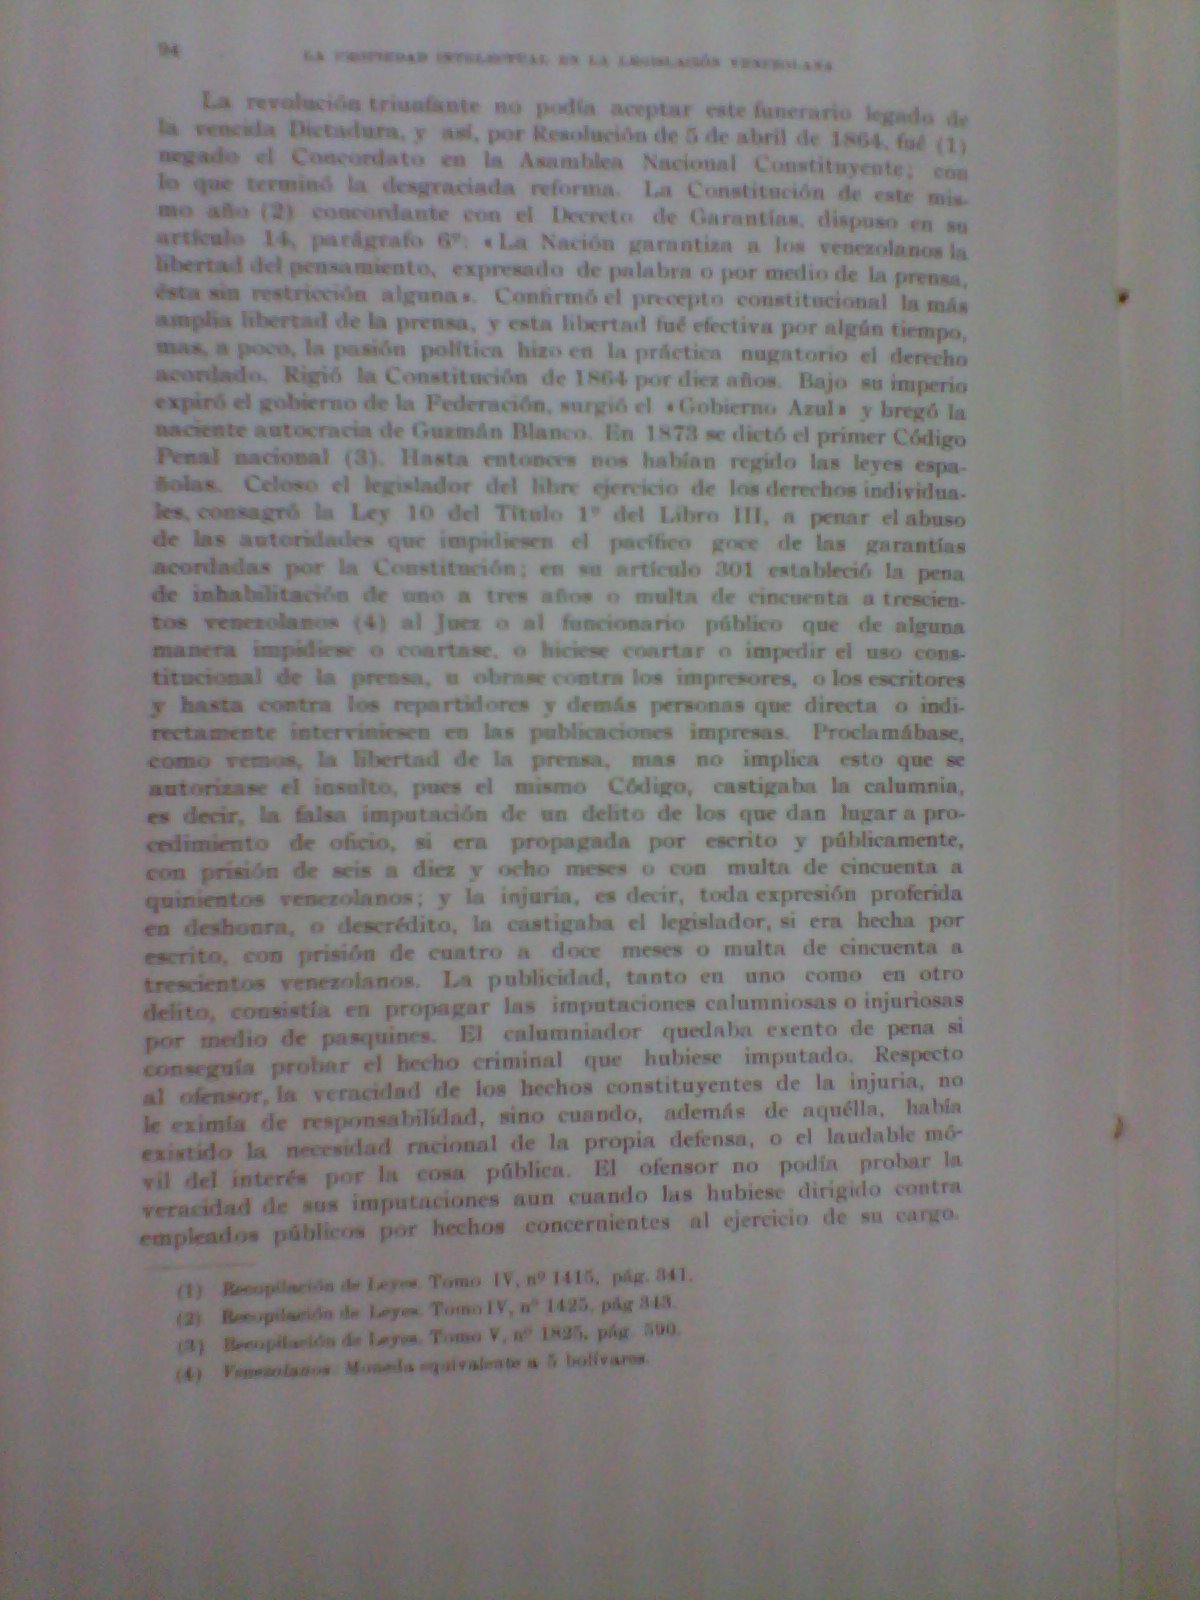 94
LA PROPIEDAD INTELECTUAL EN LA LEGISLACIÓN VENEZOLANA
La revolución triunfante no podía aceptar este funerario legado de
la vencida Dictadura, y así, por Resolución de 5 de abril de 1864, fué (1)
negado el Concordato en la Asamblea Nacional Constituyente; con
lo que terminó la desgraciada reforma. La Constitución de este mis-
mo año (2) concordante con el Decreto de Garantías, dispuso en su
artículo 14, parágrafo 6º: «La Nación garantiza a los venezolanos la
libertad del pensamiento, expresado de palabra o por medio de la prensa,
ésta sin restricción alguna». Confirmó el precepto constitucional la más
amplia libertad de la prensa, y esta libertad fué efectiva por algún tiempo,
mas, a poco, la pasión política hizo en la práctica nugatorio el derecho
acordado. Rigió la Constitución de 1864 por diez años. Bajo su imperio
expiró el gobierno de la Federación, surgió el «Gobierno Azul» y bregó la
naciente autocracia de Guzmán Blanco. En 1873 se dictó el primer Código
Penal nacional (3). Hasta entonces nos habían regido las leyes espa-
ñolas. Celoso el legislador del libre ejercicio de los derechos individua-
les, consagró la Ley 10 del Título 1º del Libro III, a penar el abuso
de las autoridades que impidiesen el pacífico goce de las garantías
acordadas por la Constitución; en su artículo 301 estableció la pena
de inhabilitación de uno a tres años o multa de cincuenta a trescien-
tos venezolanos (4) al Juez o al funcionario público que de alguna
manera impidiese o coartase, o hiciese coartar o impedir el uso cons-
titucional de la prensa, u obrase contra los impresores, o los escritores
y hasta contra los repartidores y demás personas que directa o indi-
rectamente interviniesen en las publicaciones impresas. Proclamábase,
como vemos, la libertad de la prensa, mas no implica esto que se
autorizase el insulto, pues el mismo Código, castigaba la calumnia,
es decir, la falsa imputación de un delito de los que dan lugar a pro-
cedimiento de oficio, si era propagada por escrito y públicamente,
con prisión de seis a diez y ocho meses o con multa de cincuenta a
quinientos venezolanos; y la injuria, es decir, toda expresión proferida
en deshonra, o descrédito, la castigaba el legislador, si era hecha por
escrito, con prisión de cuatro a doce meses o multa de cincuenta a
trescientos venezolanos. La publicidad, tanto en uno como en otro
delito, consistía en propagar las imputaciones calumniosas o injuriosas
por medio de pasquines. El calumniador quedaba exento de pena si
conseguía probar el hecho criminal que hubiese imputado. Respecto
al ofensor, la veracidad de los hechos constituyentes de la injuria, no
le eximía de responsabilidad, sino cuando, además de aquélla, había
existido la necesidad racional de la propia defensa, o el laudable mó-
vil del interés por la cosa pública. El ofensor no podía probar la
veracidad de sus imputaciones aun cuando las hubiese dirigido contra
empleados públicos por hechos concernientes al ejercicio de su cargo.
(1) Recopilación de Leyes. Tomo IV, nº 1415, pág. 341.
(2) Recopilación de Leyes. Tomo IV, nº 1425, pág 343.
(3) Recopilación de Leyes. Tomo V, nº 1825, pág. 590.
(4) Venezolanos. Moneda equivalente a 5 bolívares.